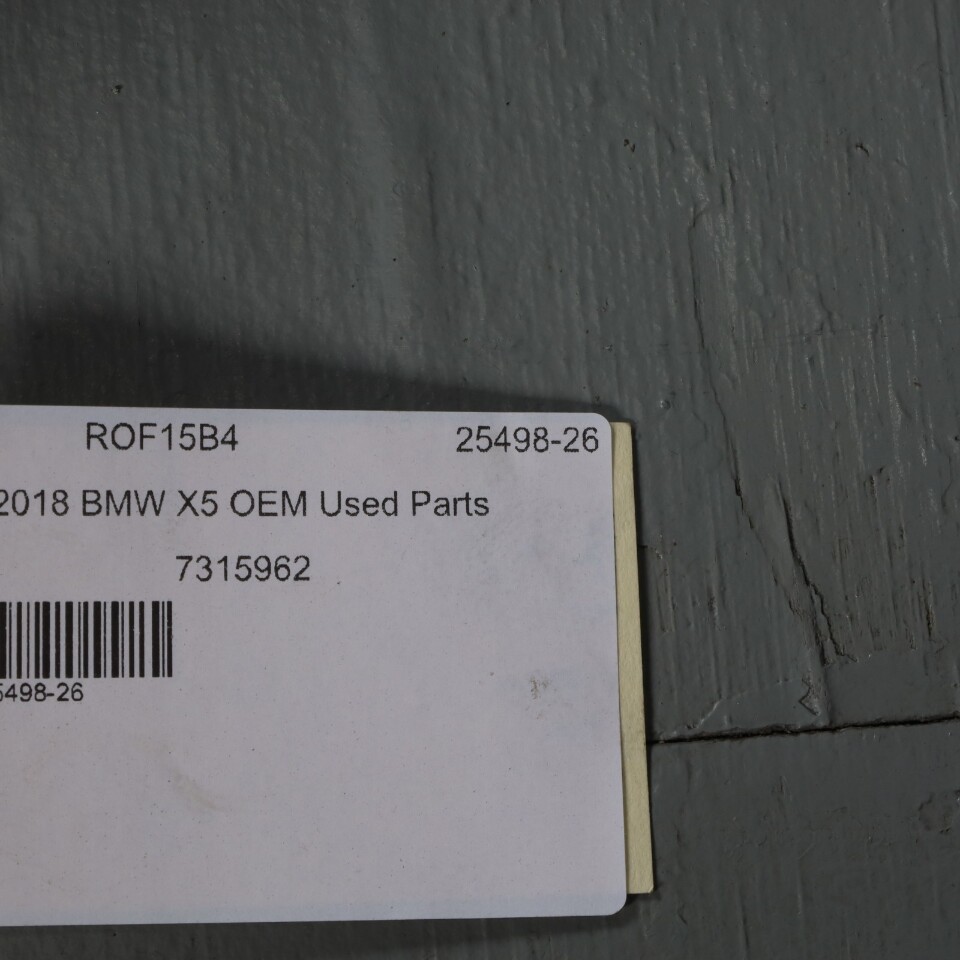 ROF15B4 25498-26
2018 BMW X5 OEM Used Parts
7315962
5498-26